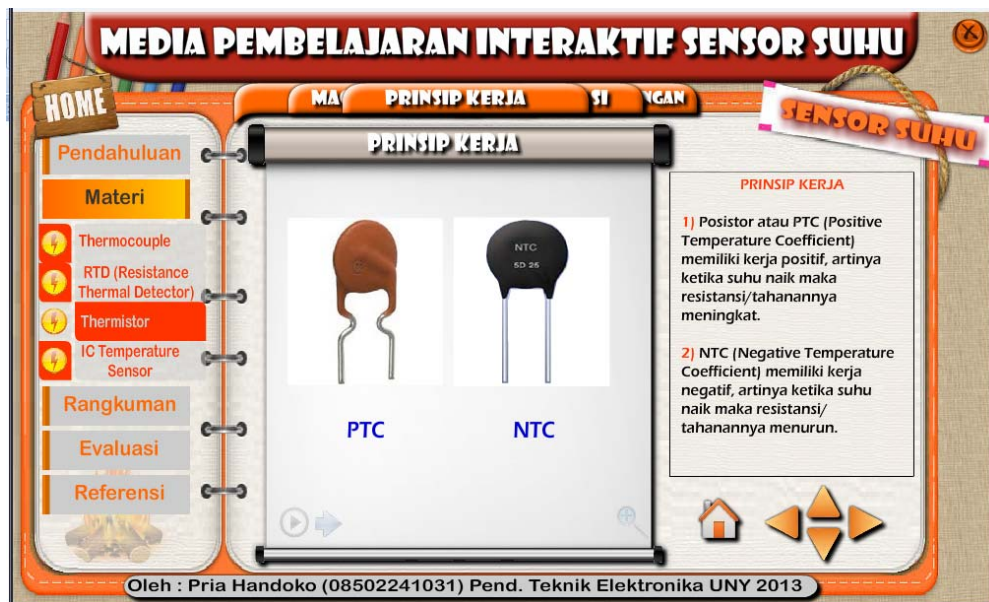 MEDIA PEMBELAJARAN INTERAKTIF SENSOR SUHU
HOME
MA
PRINSIP KERJA
SI
NGAN
SENSOR SUHU
Pendahuluan
Materi
Thermocouple
RTD (Resistance
Thermal Detector)
Thermistor
IC Temperature
Sensor
Rangkuman
Evaluasi
Referensi
PRINSIP KERJA
NTC
5D 25
PTC
NTC
PRINSIP KERJA
1) Posistor atau PTC (Positive
Temperature Coefficient)
memiliki kerja positif, artinya
ketika suhu naik maka
resistansi/tahanannya
meningkat.
2) NTC (Negative Temperature
Coefficient) memiliki kerja
negatif, artinya ketika suhu
naik maka resistansi/
tahanannya menurun.
Oleh : Pria Handoko (08502241031) Pend. Teknik Elektronika UNY 2013